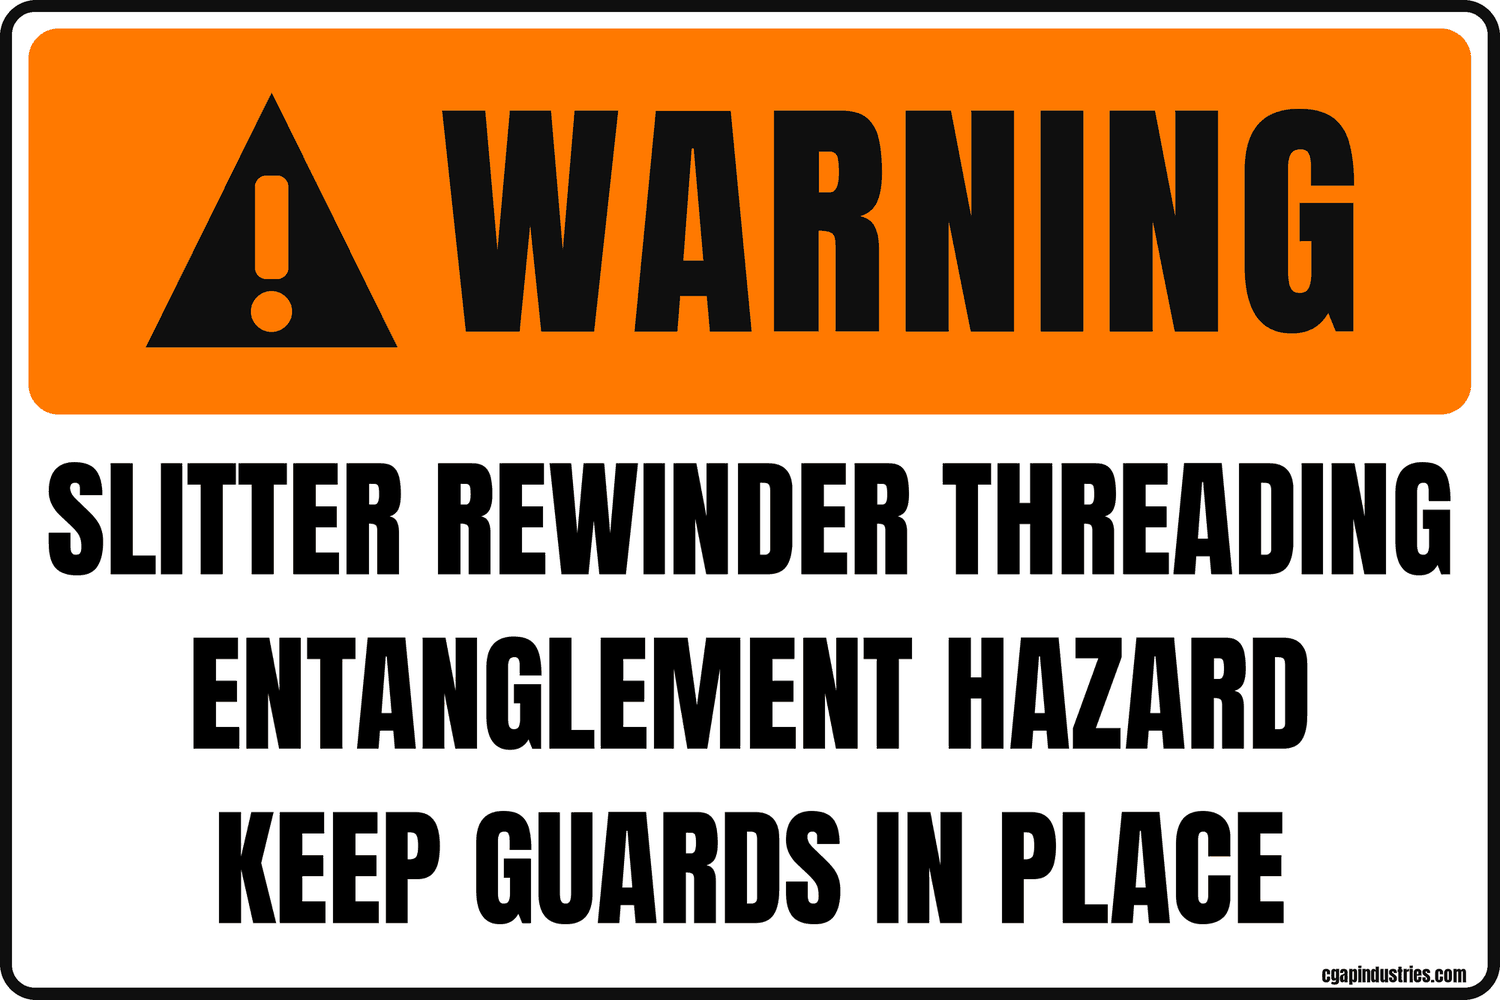 WARNING
SLITTER REWINDER THREADING
ENTANGLEMENT HAZARD
KEEP GUARDS IN PLACE
cgapindustries.com